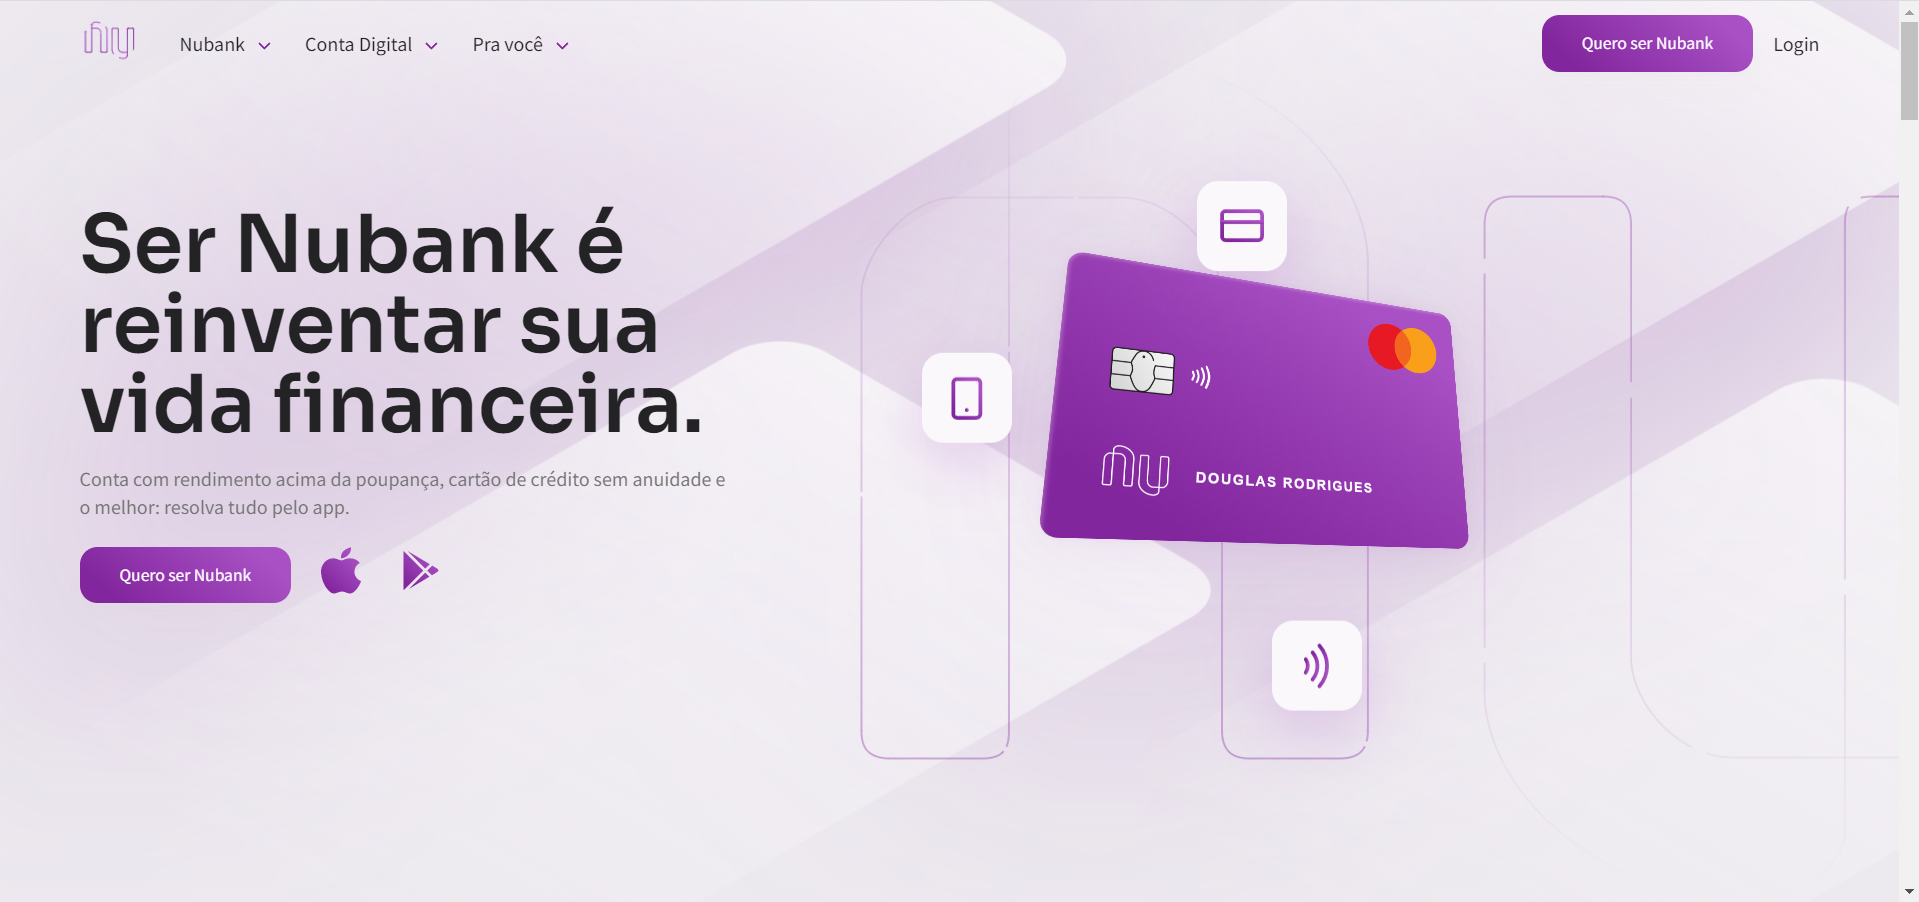 nu
Nubank
Conta Digital
Pra você
Quero ser Nubank
Login
Ser Nubank é
reinventar sua
vida financeira.
Conta com rendimento acima da poupança, cartão de crédito sem anuidade e
o melhor: resolva tudo pelo app.
Quero ser Nubank
nu
DOUGLAS RODRIGUES